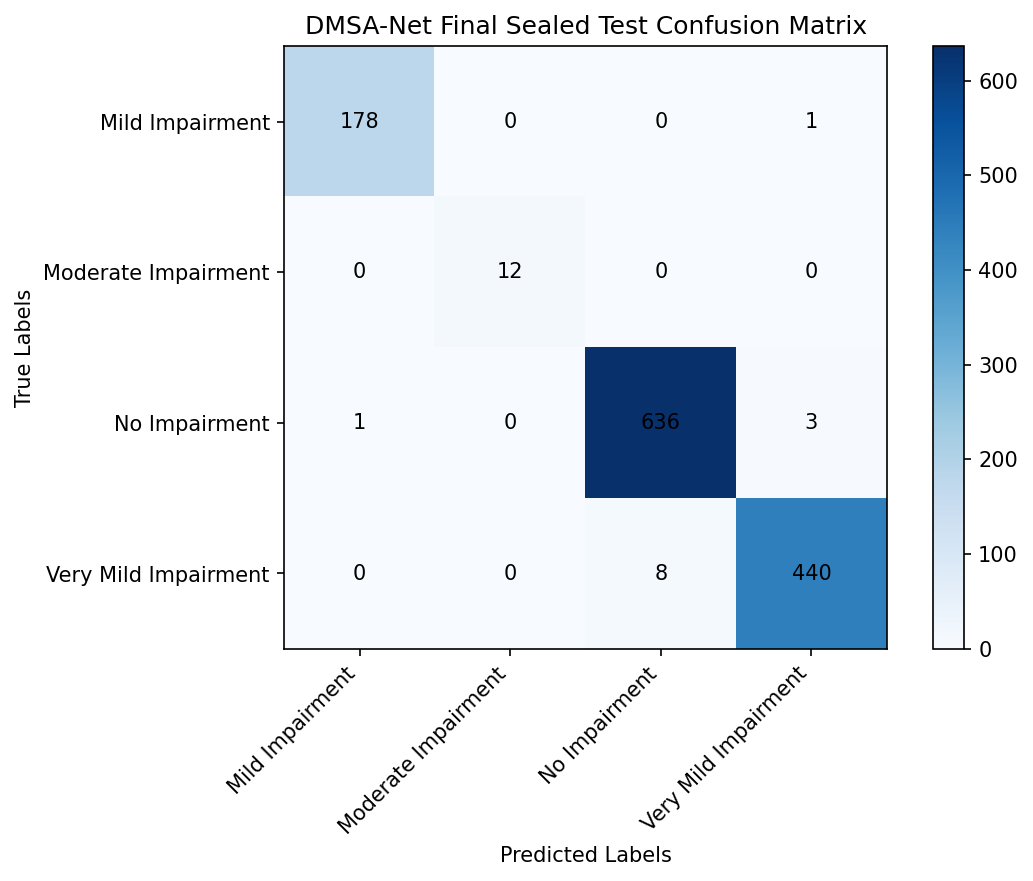 DMSA-Net Final Sealed Test Confusion Matrix
True Labels
Mild Impairment
178 0 0 1
Moderate Impairment
0 12 0 0
No Impairment
1 0 636 3
Very Mild Impairment
0 0 8 440
Mild Impairment
Moderate Impairment
No Impairment
Very Mild Impairment
Predicted Labels
600
500
400
300
200
100
0